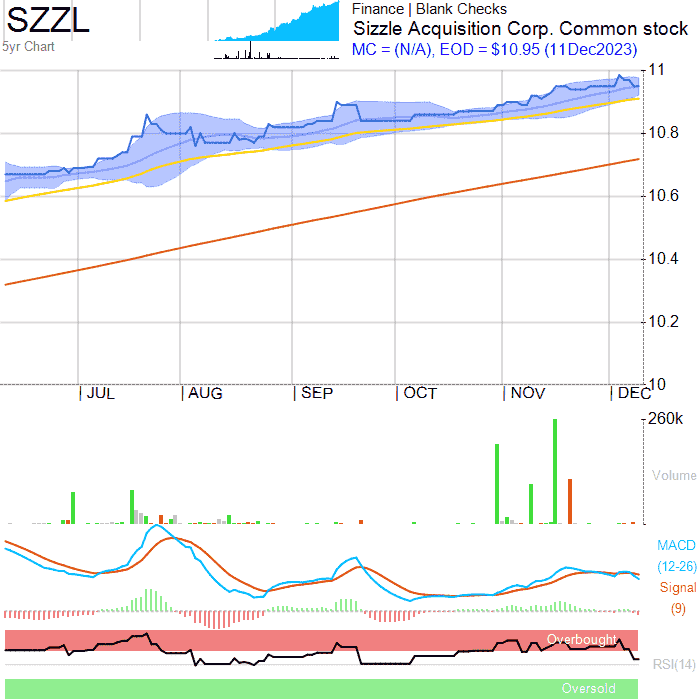 SZZL
5yr Chart
Finance | Blank Checks
Sizzle Acquisition Corp. Common stock
MC = (N/A), EOD = $10.95 (11Dec2023)
11
10.8
10.6
10.4
10.2
10
JUL AUG SEP OCT NOV DEC
260k
Volume
MACD
(12-26)
Signal
(9)
Overbought
RSI(14)
Oversold